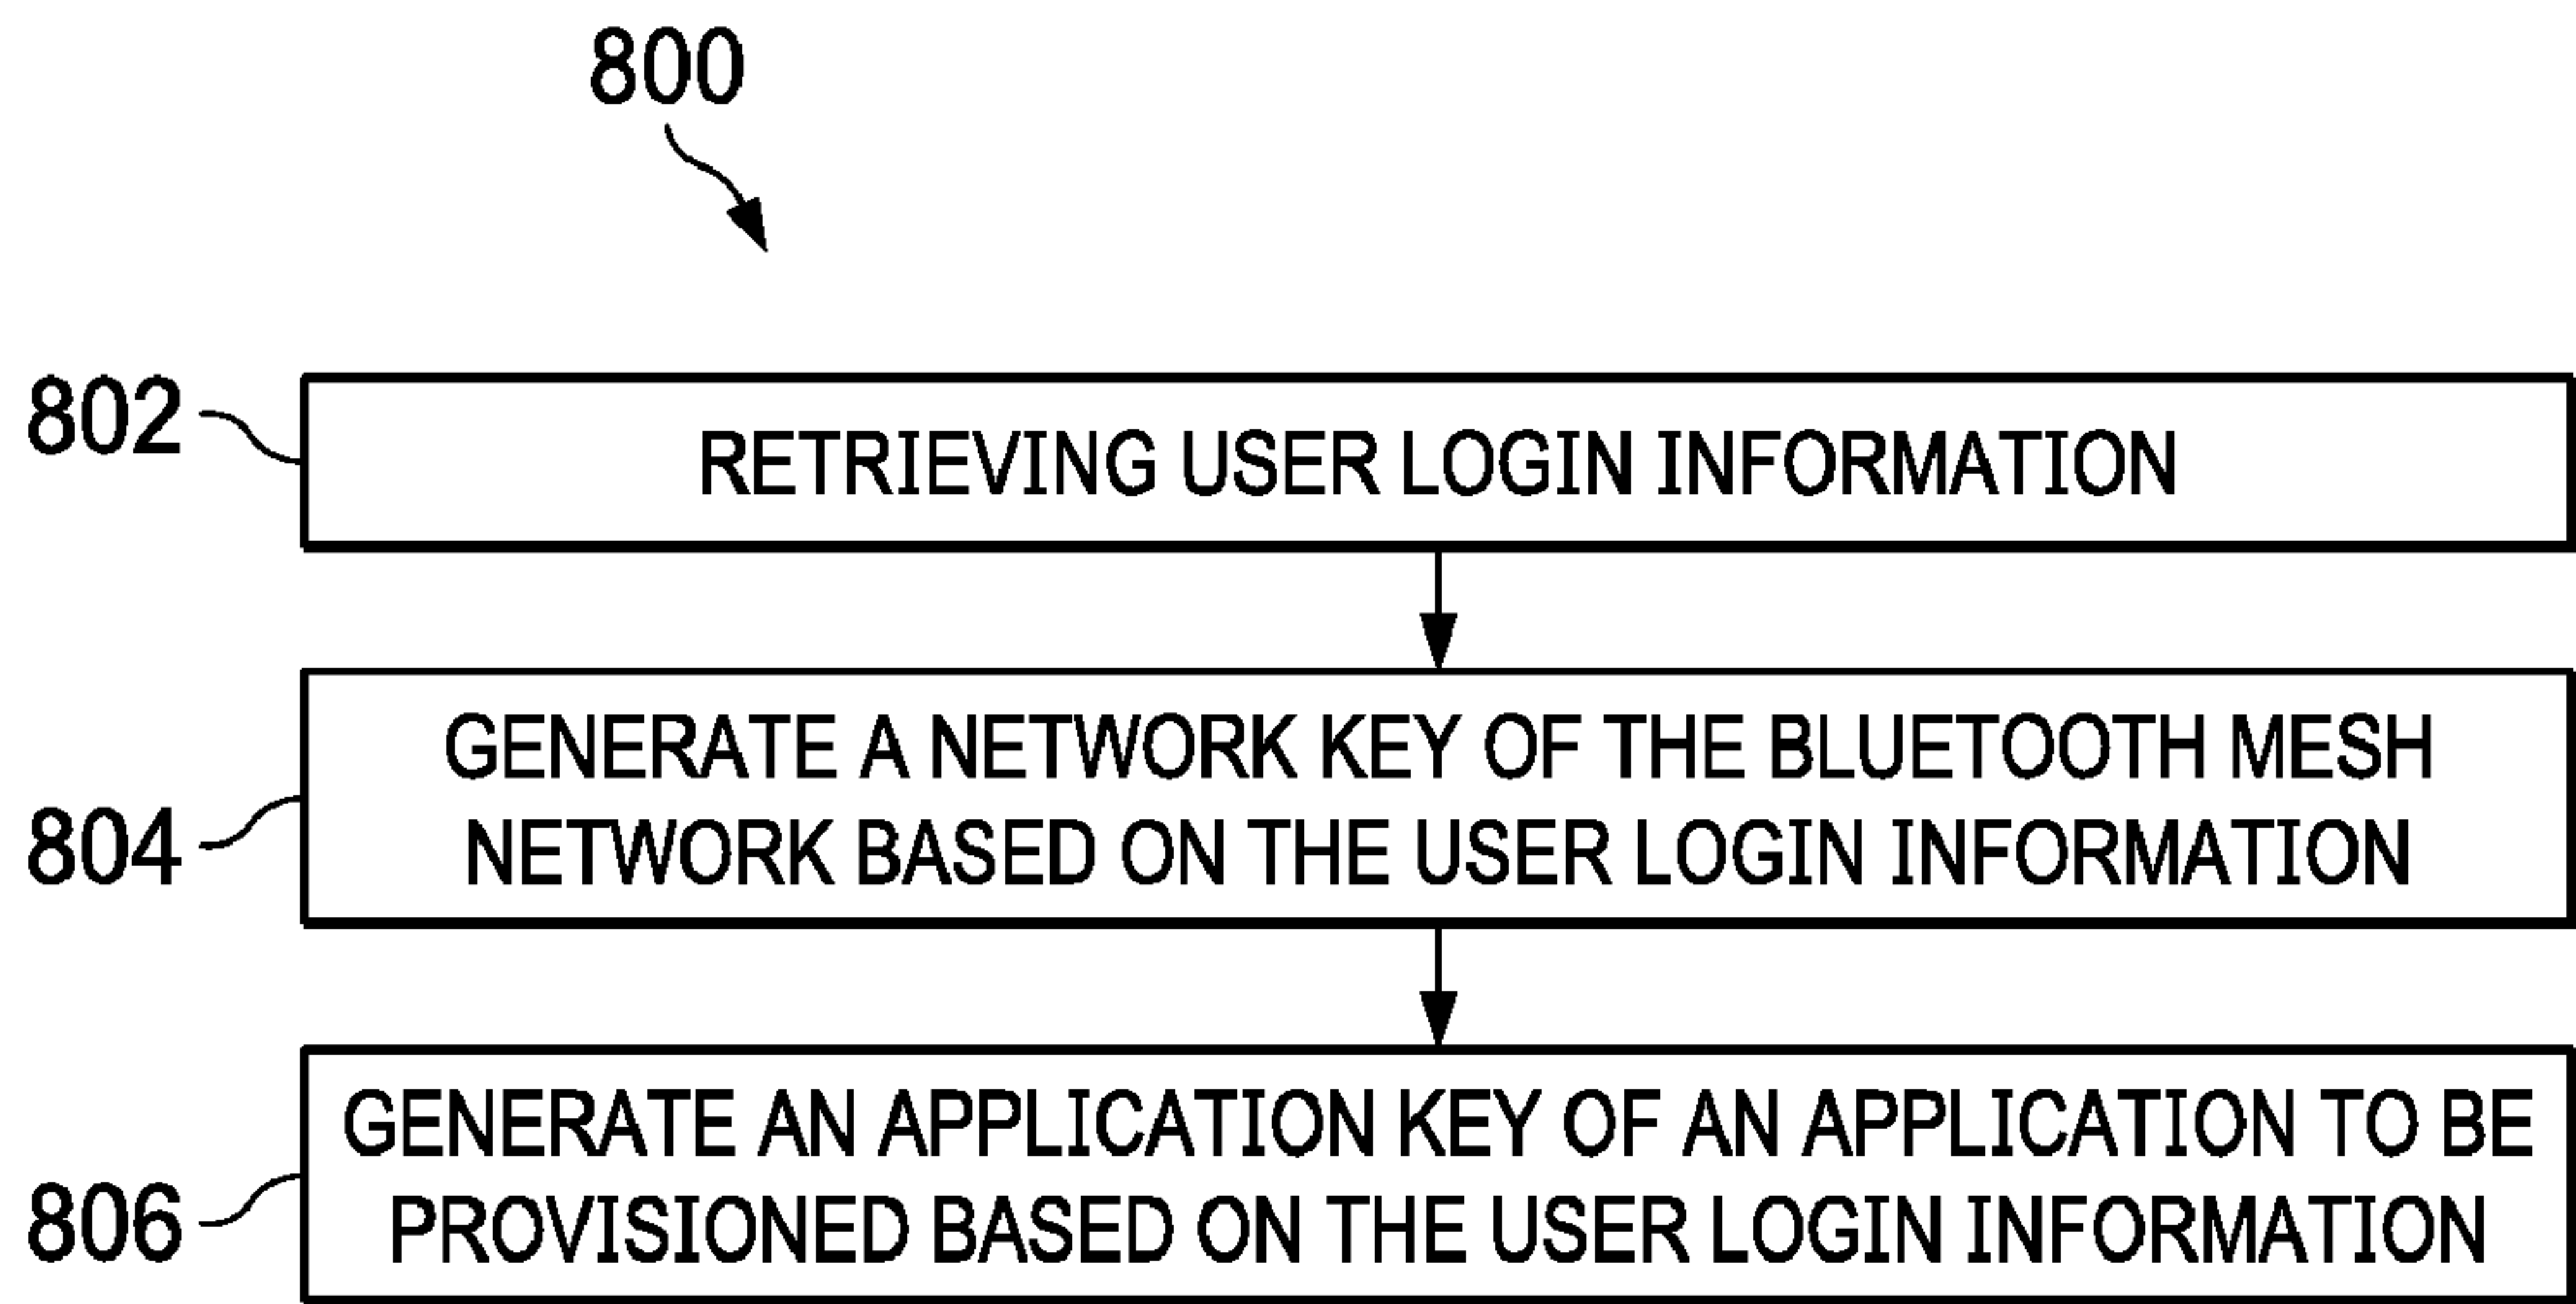 800
802
RETRIEVING USER LOGIN INFORMATION
804
GENERATE A NETWORK KEY OF THE BLUETOOTH MESH
NETWORK BASED ON THE USER LOGIN INFORMATION
806
GENERATE AN APPLICATION KEY OF AN APPLICATION TO BE
PROVISIONED BASED ON THE USER LOGIN INFORMATION